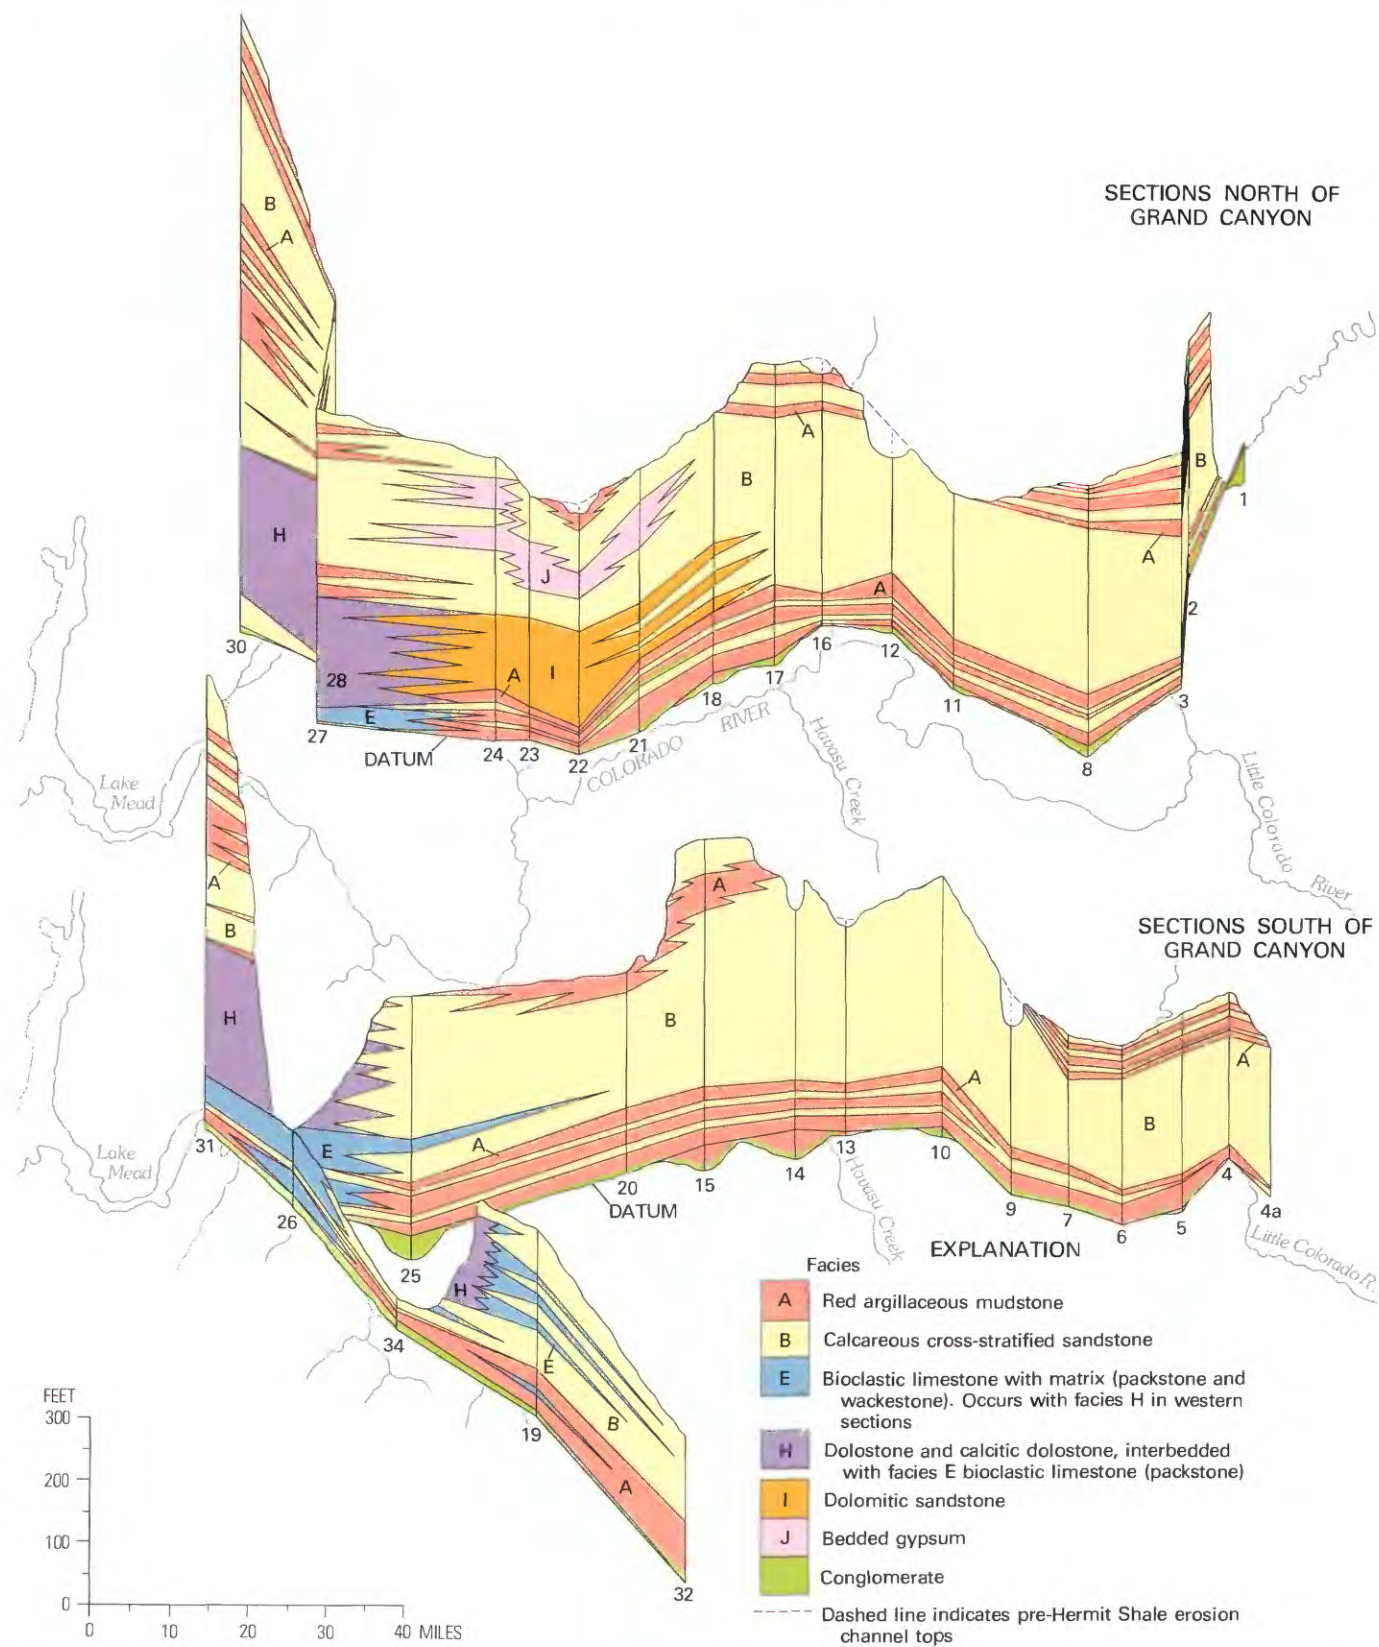 SECTIONS NORTH OF
GRAND CANYON
B
A
H
30
28
27
E
DATUM
24
A
23
I
J
22
21
18
17
16
12
11
8
3
2
1
B
A
A
B
A
COLORADO
RIVER
Havasu Creek
Little Colorado
River
Lake
Mead
A
B
H
31
Lake
Mead
26
E
25
34
H
E
19
B
A
32
A
20
DATUM
15
14
13
10
9
7
6
5
4
4a
B
A
A
B
A
Havasu Creek
Little Colorado R.
SECTIONS SOUTH OF
GRAND CANYON
EXPLANATION
Facies
A Red argillaceous mudstone
B Calcareous cross-stratified sandstone
E Bioclastic limestone with matrix (packstone and
wackestone). Occurs with facies H in western
sections
H Dolostone and calcitic dolostone, interbedded
with facies E bioclastic limestone (packstone)
I Dolomitic sandstone
J Bedded gypsum
Conglomerate
Dashed line indicates pre-Hermit Shale erosion
channel tops
FEET
300
200
100
0
0 10 20 30 40 MILES